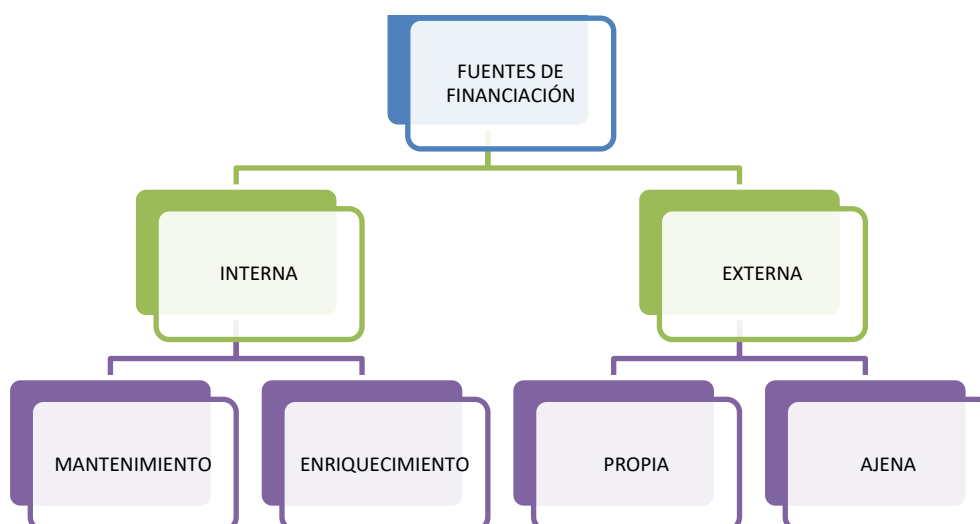 FUENTES DE
FINANCIACIÓN
INTERNA
EXTERNA
MANTENIMIENTO
ENRIQUECIMIENTO
PROPIA
AJENA